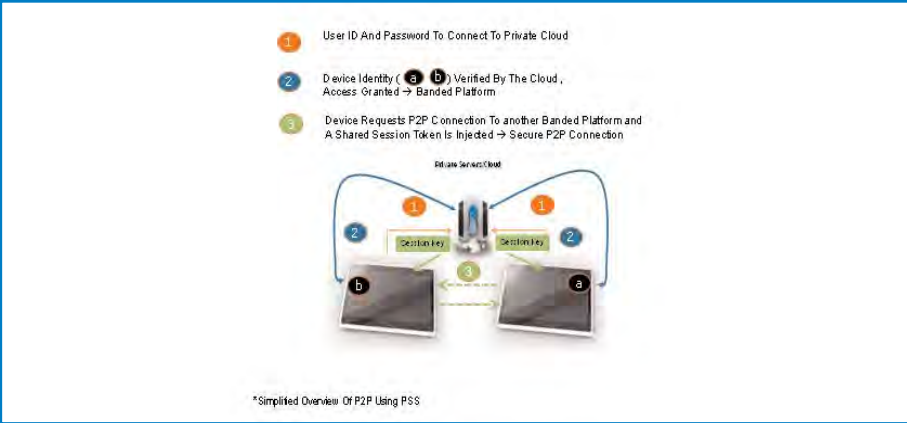 1 User ID And Password To Connect To Private Cloud
2 Device Identity ( a b ) Verified By The Cloud ,
Access Granted → Banded Platform
3 Device Requests P2P Connection To another Banded Platform and
A Shared Session Token Is Injected → Secure P2P Connection
Private Servers/Cloud
1 1
2 2
Session Key Session Key
3
b a
*Simplified Overview Of P2P Using PSS